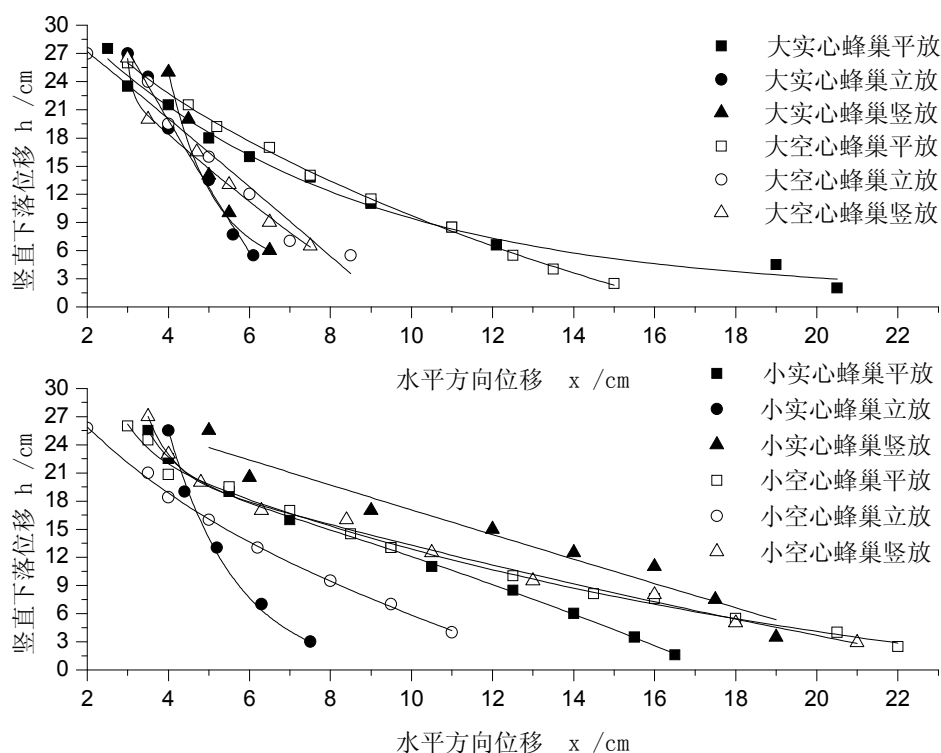 30
27
24
21
18
15
12
9
6
3
0
竖直下落位移 h /cm
大实心蜂巢平放
大实心蜂巢立放
大实心蜂巢竖放
大空心蜂巢平放
大空心蜂巢立放
大空心蜂巢竖放
2 4 6 8 10 12 14 16 18 20 22
水平方向位移 x /cm
30
27
24
21
18
15
12
9
6
3
0
竖直下落位移 h /cm
小实心蜂巢平放
小实心蜂巢立放
小实心蜂巢竖放
小空心蜂巢平放
小空心蜂巢立放
小空心蜂巢竖放
2 4 6 8 10 12 14 16 18 20 22
水平方向位移 x /cm